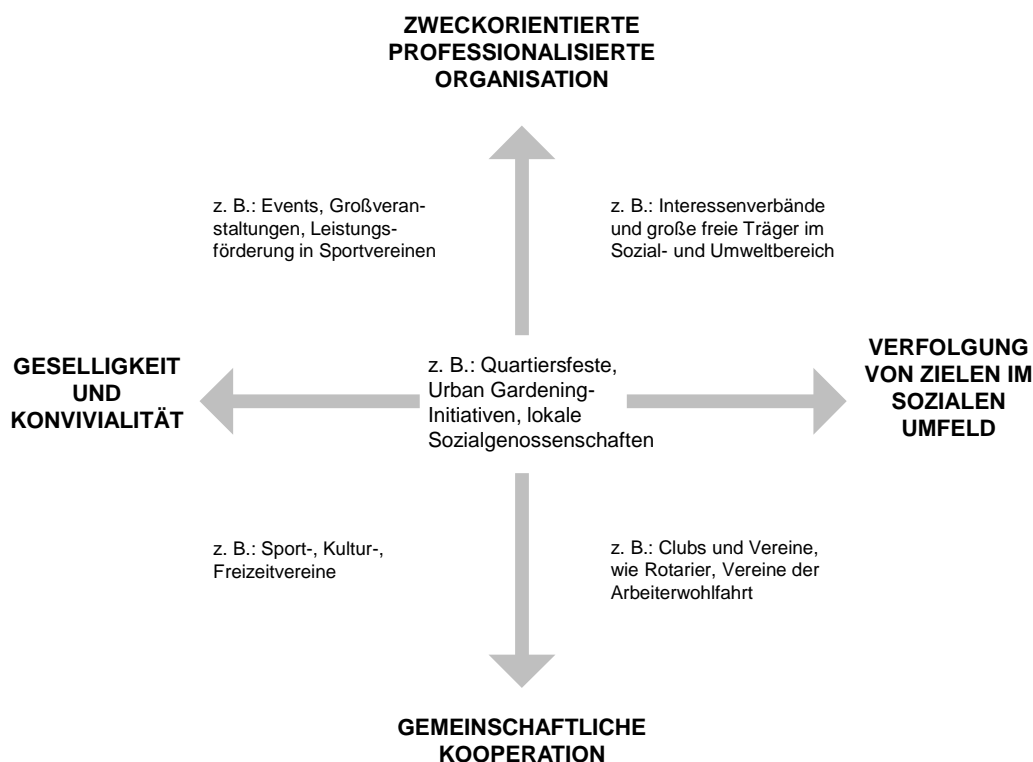 ZWECKORIENTIERTE
PROFESSIONALISIERTE
ORGANISATION
z. B.: Events, Großveran-
staltungen, Leistungs-
förderung in Sportvereinen
z. B.: Interessenverbände
und große freie Träger im
Sozial- und Umweltbereich
GESELLIGKEIT
UND
KONVIVIALITÄT
z. B.: Quartiersfeste,
Urban Gardening-
Initiativen, lokale
Sozialgenossenschaften
VERFOLGUNG
VON ZIELEN IM
SOZIALEN
UMFELD
z. B.: Sport-, Kultur-,
Freizeitvereine
z. B.: Clubs und Vereine,
wie Rotarier, Vereine der
Arbeiterwohlfahrt
GEMEINSCHAFTLICHE
KOOPERATION